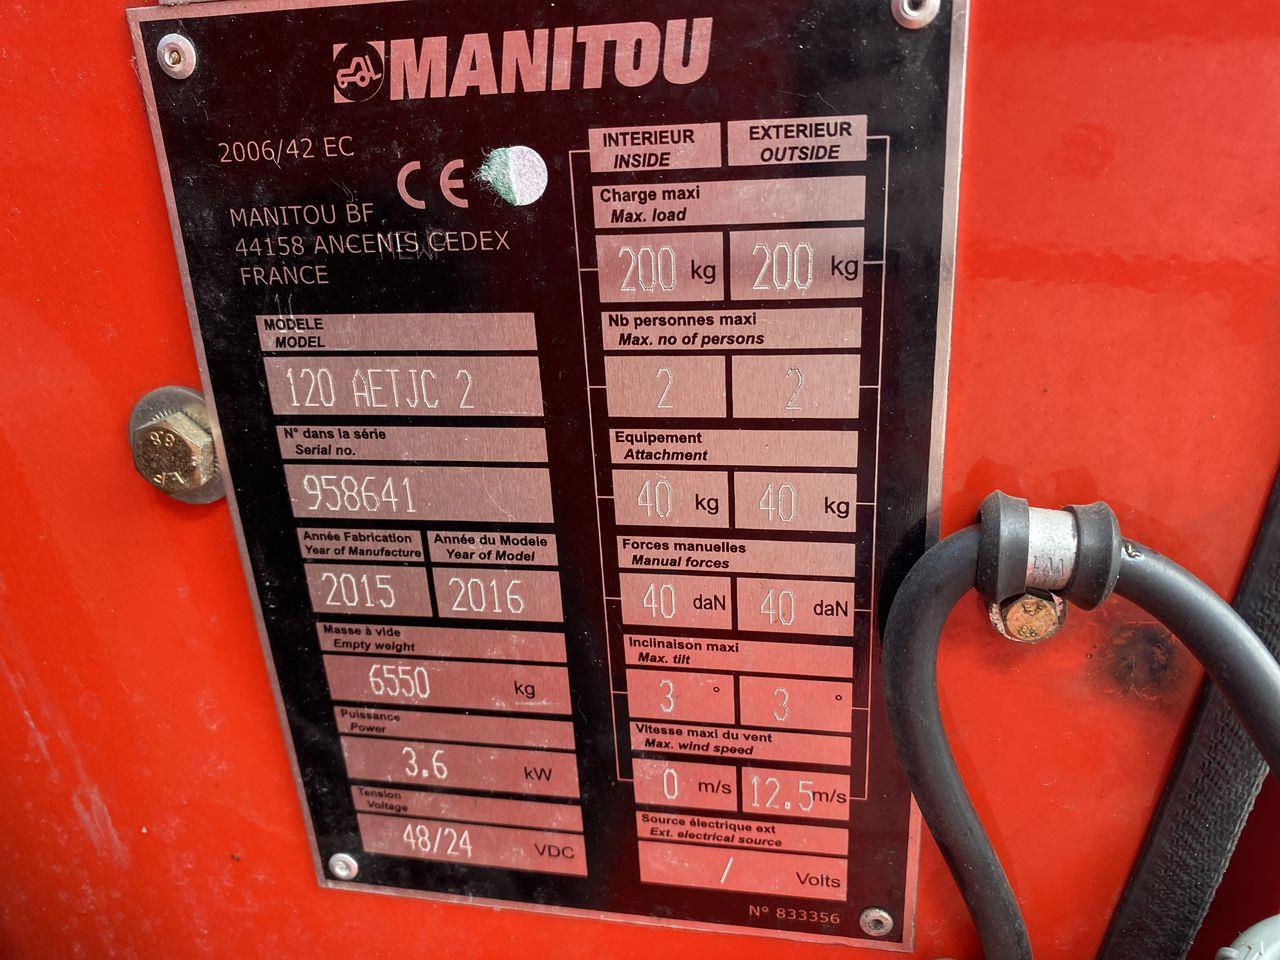 MANITOU
2006/42 EC
CE
MANITOU BF
44158 ANCENIS CEDEX
FRANCE
MODELE
MODEL
120 AETJC 2
N° dans la série
Serial no.
958641
Année Fabrication
Year of Manufacture
Année du Modele
Year of Model
2015
2016
Masse à vide
Empty weight
6550 kg
Puissance
Power
3.6 kW
Tension
Voltage
48/24 VDC
INTERIEUR
INSIDE
EXTERIEUR
OUTSIDE
Charge maxi
Max. load
200 kg
200 kg
Nb personnes maxi
Max. no of persons
2
2
Equipement
Attachment
40 kg
40 kg
Forces manuelles
Manual forces
40 daN
40 daN
Inclinaison maxi
Max. tilt
3 °
3 °
Vitesse maxi du vent
Max. wind speed
0 m/s
12.5 m/s
Source électrique ext
Ext. electrical source
/ Volts
N° 833356
8.8